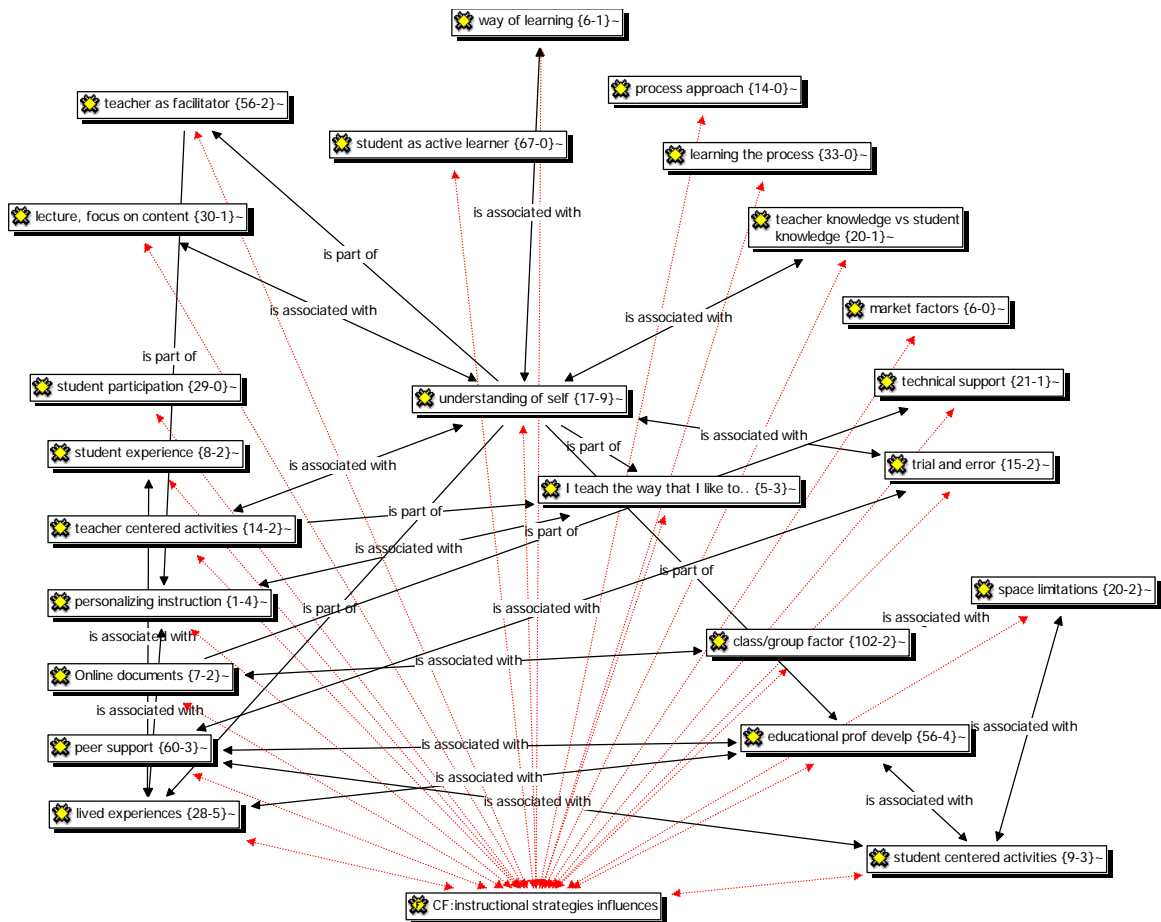 way of learning {6-1}~
process approach {14-0}~
teacher as facilitator {56-2}~
student as active learner {67-0}~
learning the process {33-0}~
is associated with
lecture, focus on content {30-1}~
teacher knowledge vs student
knowledge {20-1}~
is part of
is associated with
is associated with
market factors {6-0}~
is part of
student participation {29-0}~
technical support {21-1}~
understanding of self {17-9}~
is associated with
is part of
student experience {8-2}~
is associated with
trial and error {15-2}~
I teach the way that I like to.. {5-3}~
teacher centered activities {14-2}~
is part of
is part of
is associated with
is part of
space limitations {20-2}~
personalizing instruction {1-4}~
is part of
is associated with
is associated with
class/group factor {102-2}~
is associated with
Online documents {7-2}~
is associated with
is associated with
educational prof develp {56-4}~
peer support {60-3}~
is associated with
is associated with
is associated with
is associated with
lived experiences {28-5}~
student centered activities {9-3}~
CF:instructional strategies influences